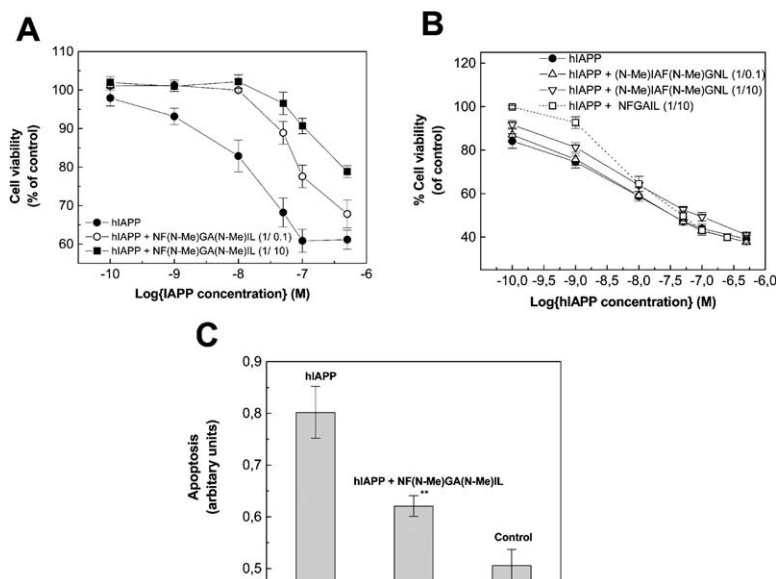 A
110
100
90
80
70
60
Cell viability
(% of control)
hIAPP
hIAPP + NF(N-Me)GA(N-Me)IL (1/ 0.1)
hIAPP + NF(N-Me)GA(N-Me)IL (1/ 10)
-10 -9 -8 -7 -6
Log{IAPP concentration} (M)
B
120
100
80
60
40
% Cell viability
(of control)
hIAPP
hIAPP + (N-Me)IAF(N-Me)GNL (1/0.1)
hIAPP + (N-Me)IAF(N-Me)GNL (1/10)
hIAPP + NFGAIL (1/10)
-10,0 -9,5 -9,0 -8,5 -8,0 -7,5 -7,0 -6,5 -6,0
Log{hIAPP concentration} (M)
C
0,9
0,8
0,7
0,6
0,5
Apoptosis
(arbitary units)
hIAPP
hIAPP + NF(N-Me)GA(N-Me)IL
**
Control